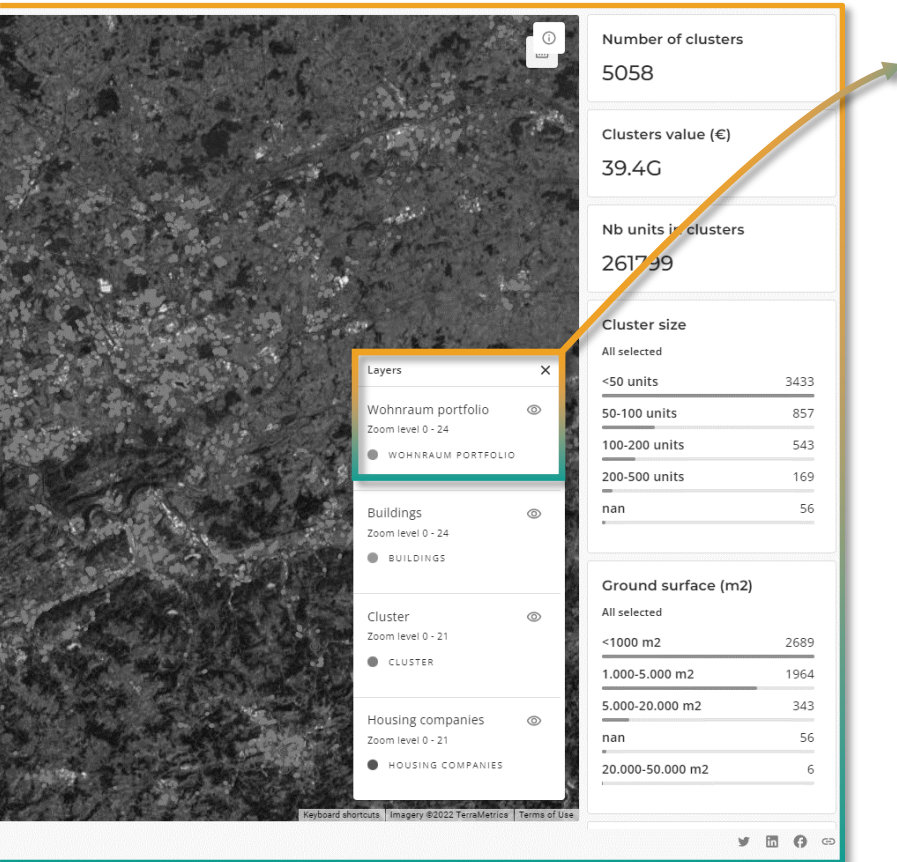 Number of clusters
5058
Clusters value (€)
39.4G
Nb units in clusters
261799
Cluster size
All selected
<50 units 3433
50-100 units 857
100-200 units 543
200-500 units 169
nan 56
Ground surface (m2)
All selected
<1000 m2 2689
1.000-5.000 m2 1964
5.000-20.000 m2 343
nan 56
20.000-50.000 m2 6
Layers
Wohnraum portfolio
Zoom level 0 - 24
WOHNRAUM PORTFOLIO
Buildings
Zoom level 0 - 24
BUILDINGS
Cluster
Zoom level 0 - 21
CLUSTER
Housing companies
Zoom level 0 - 21
HOUSING COMPANIES
Keyboard shortcuts Imagery ©2022 TerraMetrics Terms of Use